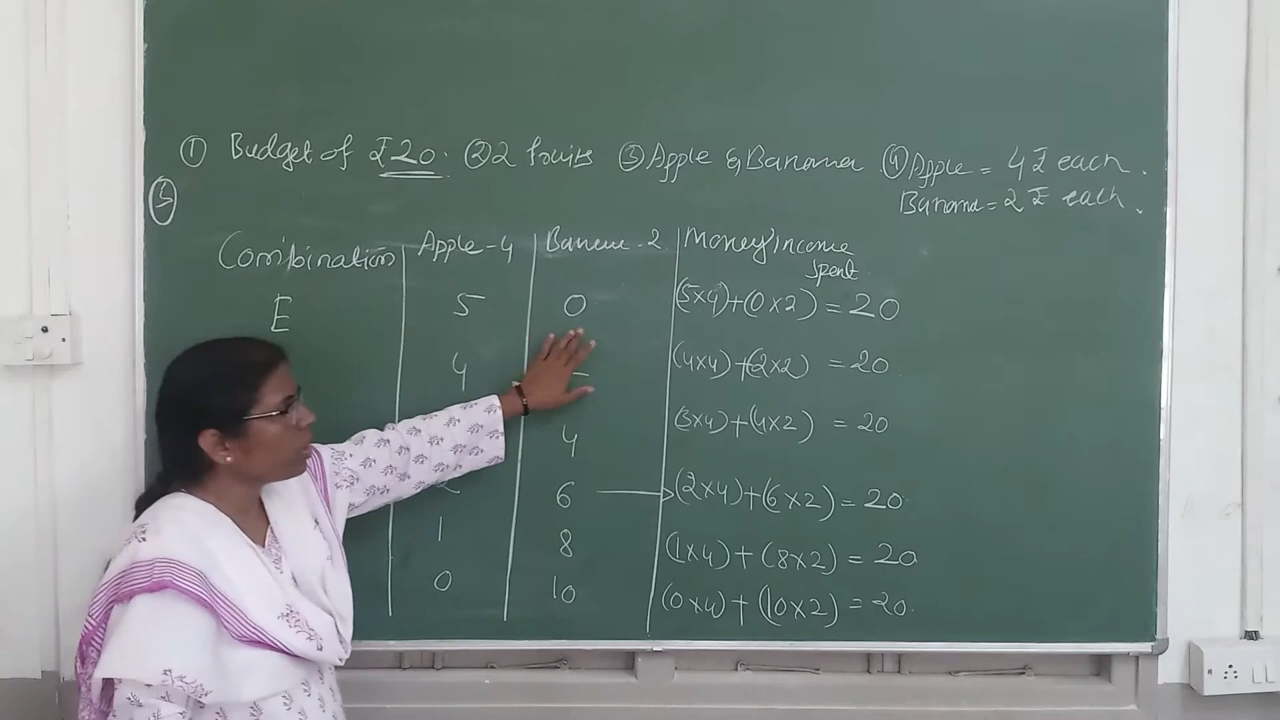 ① Budget of ₹20. ② 2 fruits ③ Apple & Banana ④ Apple = 4 ₹ each.
⑤ Banana = 2 ₹ each.
Combination Apple-4 Banana-2 Money Income spent
E 5 0 (5×4)+(0×2) = 20
4 (4×4)+(2×2) = 20
4 (3×4)+(4×2) = 20
6 (2×4)+(6×2) = 20
1 8 (1×4)+(8×2) = 20
0 10 (0×4)+(10×2) = 20.